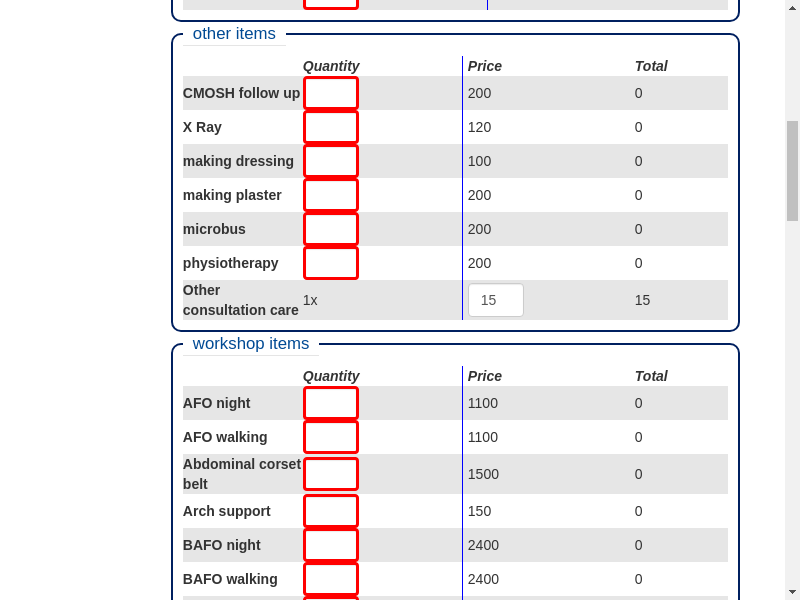 other items
Quantity Price Total
CMOSH follow up 200 0
X Ray 120 0
making dressing 100 0
making plaster 200 0
microbus 200 0
physiotherapy 200 0
Other
consultation care 1x 15 15
workshop items
Quantity Price Total
AFO night 1100 0
AFO walking 1100 0
Abdominal corset
belt 1500 0
Arch support 150 0
BAFO night 2400 0
BAFO walking 2400 0